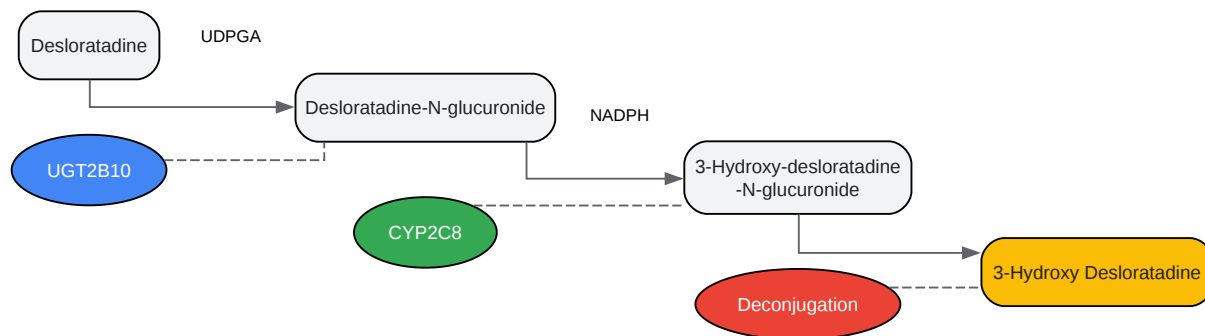 Desloratadine
UDPGA
Desloratadine-N-glucuronide
NADPH
UGT2B10
3-Hydroxy-desloratadine
-N-glucuronide
CYP2C8
3-Hydroxy Desloratadine
Deconjugation